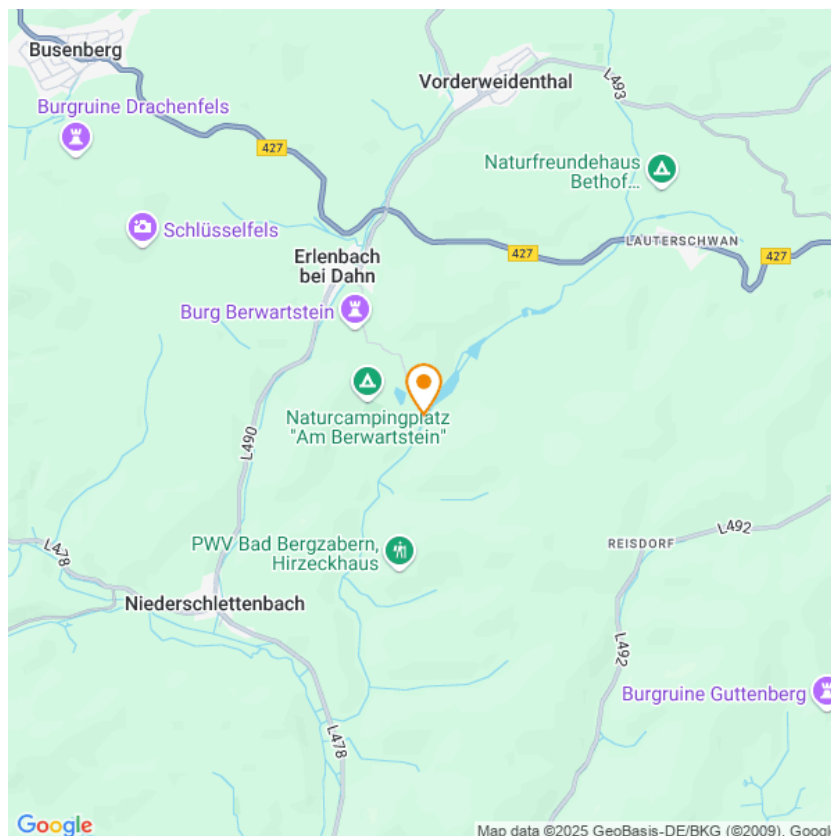 Busenberg
Vorderweidenthal
L493
Burgruine Drachenfels
427
Naturfreundehaus
Bethof...
Schlüsselfels
Erlenbach
bei Dahn
427
LAUTERSCHWAN
427
Burg Berwartstein
Naturcampingplatz
"Am Berwartstein"
L490
L478
PWV Bad Bergzabern,
Hirzeckhaus
L492
REISDORF
Niederschlettenbach
L492
Burgruine Guttenberg
L478
Google
Map data ©2025 GeoBasis-DE/BKG (©2009), Google